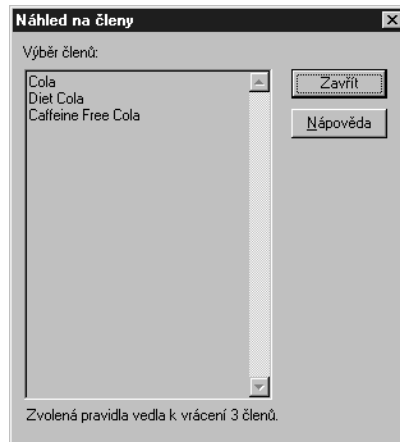 Náhled na členy
Výběr členů:
Cola
Diet Cola
Caffeine Free Cola
Zavřít
Nápověda
Zvolená pravidla vedla k vrácení 3 členů.